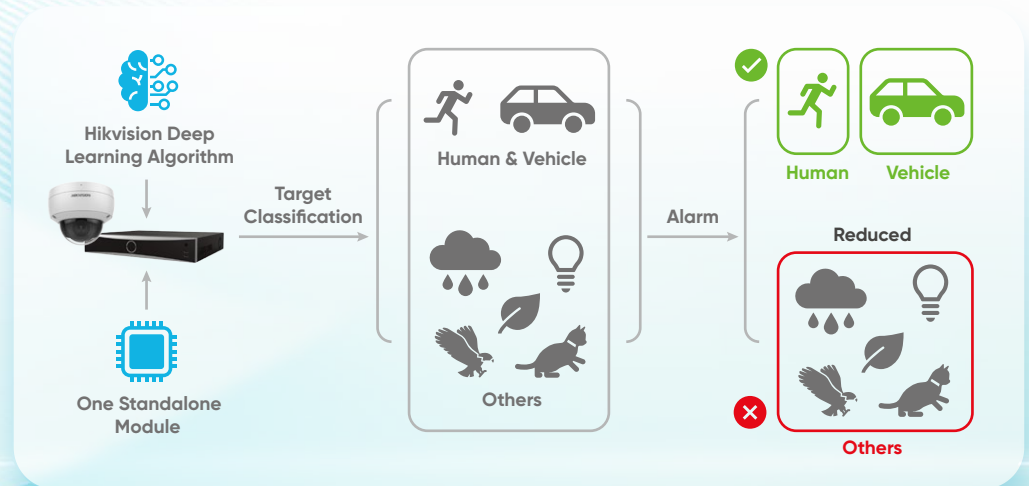 Hikvision Deep
Learning Algorithm
Target
Classification
One Standalone
Module
Human & Vehicle
Others
Alarm
Human
Vehicle
Reduced
Others